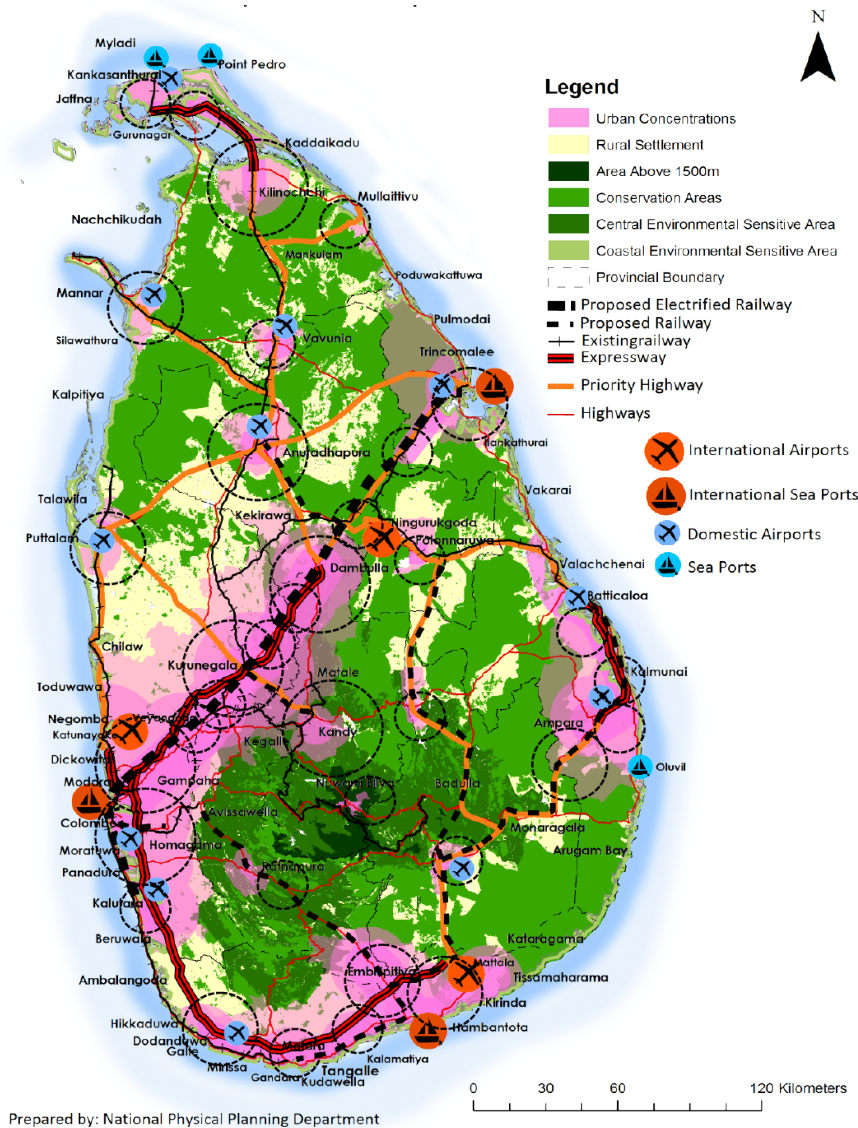 N
Myladi
Point Pedro
Kankasanthurai
Jaffna
Gurunagar
Kaddaikadu
Kilinochchi
Mullaittivu
Nachchikudah
Mankulam
Poduwakattuwa
Mannar
Pulmodai
Silawathura
Vavunia
Trincomalee
Kalpitiya
Anuradhapura
Ilankathurai
Talawila
Vakarai
Kekirawa
Hingurukgoda
Puttalam
Polonnaruwa
Dambulla
Valachchenai
Batticaloa
Chilaw
Kurunegala
Matale
Kalmunai
Toduwawa
Negombo
Veyangoda
Katunayake
Kandy
Ampara
Dickowita
Kegalle
Oluvil
Modara
Gampaha
Nuwara Eliya
Badulla
Colombo
Avissawella
Moratuwa
Homagama
Monaragala
Panadura
Ratnapura
Arugam Bay
Kalutara
Beruwala
Kataragama
Ambalangoda
Embilipitiya
Mattala
Tissamaharama
Kirinda
Hikkaduwa
Hambantota
Dodanduwa
Galle
Matara
Kalamatiya
Mirissa
Tangalle
Gandara
Kudawella
Legend
Urban Concentrations
Rural Settlement
Area Above 1500m
Conservation Areas
Central Environmental Sensitive Area
Coastal Environmental Sensitive Area
Provincial Boundary
Proposed Electrified Railway
Proposed Railway
Existingrailway
Expressway
Priority Highway
Highways
International Airports
International Sea Ports
Domestic Airports
Sea Ports
0 30 60 120 Kilometers
Prepared by: National Physical Planning Department